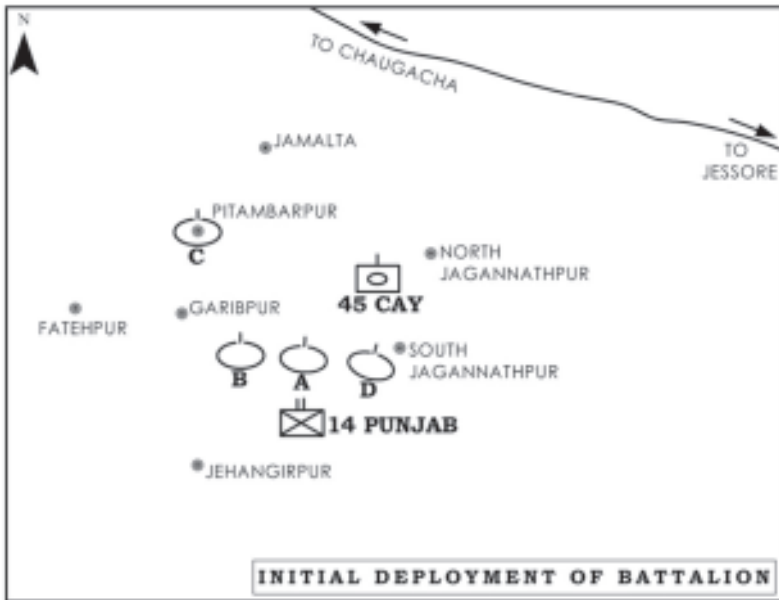 N
TO CHAUGACHA
TO
JESSORE
JAMALTA
PITAMBARPUR
C
NORTH
JAGANNATHPUR
45 CAY
FATEHPUR
GARIBPUR
SOUTH
JAGANNATHPUR
B
A
D
14 PUNJAB
JEHANGIRPUR
INITIAL DEPLOYMENT OF BATTALION